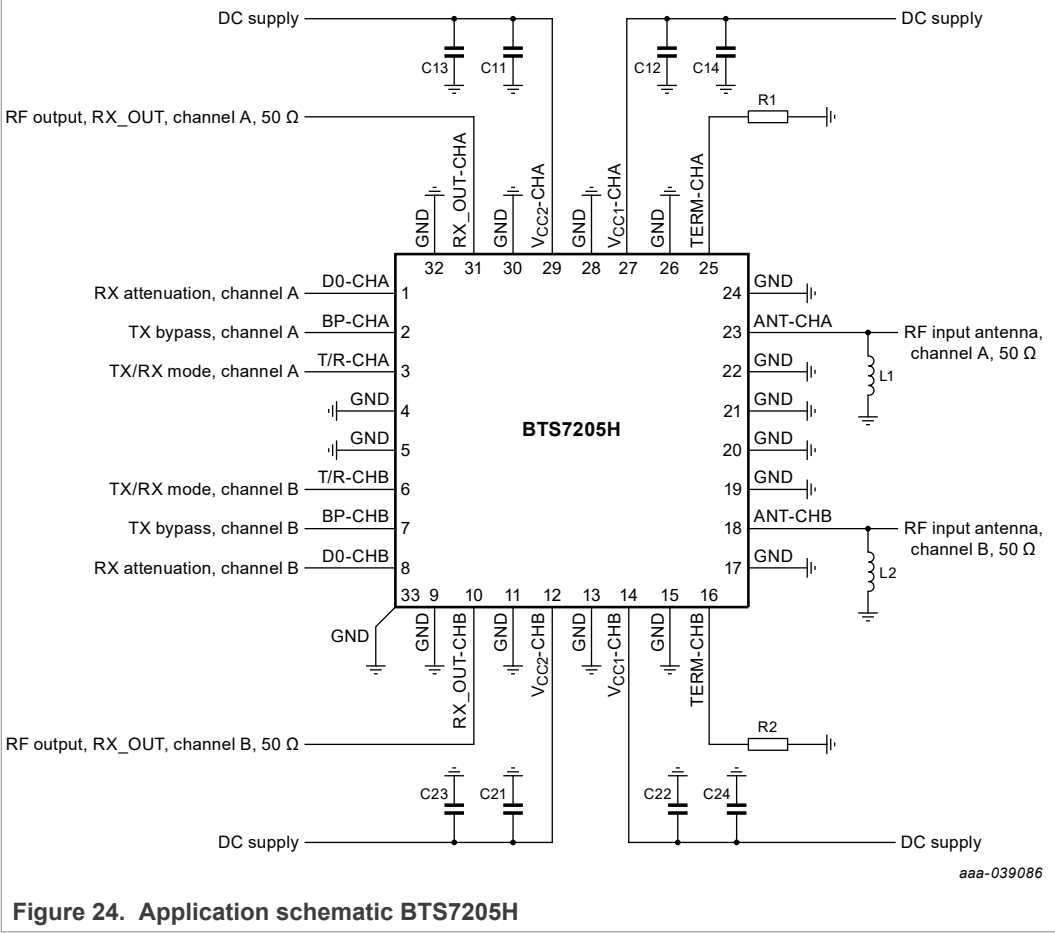 DC supply
DC supply
C13
C11
C12
C14
R1
RF output, RX_OUT, channel A, 50 Ω
GND
RX_OUT-CHA
GND
VCC2-CHA
GND
VCC1-CHA
GND
TERM-CHA
32
31
30
29
28
27
26
25
RX attenuation, channel A
D0-CHA
1
24
GND
TX bypass, channel A
BP-CHA
2
23
ANT-CHA
RF input antenna,
channel A, 50 Ω
TX/RX mode, channel A
T/R-CHA
3
22
GND
L1
GND
4
21
GND
BTS7205H
GND
5
20
GND
TX/RX mode, channel B
T/R-CHB
6
19
GND
TX bypass, channel B
BP-CHB
7
18
ANT-CHB
RF input antenna,
channel B, 50 Ω
RX attenuation, channel B
D0-CHB
8
17
GND
L2
33
9
10
11
12
13
14
15
16
GND
GND
RX_OUT-CHB
GND
VCC2-CHB
GND
VCC1-CHB
GND
TERM-CHB
R2
RF output, RX_OUT, channel B, 50 Ω
C23
C21
C22
C24
DC supply
DC supply
aaa-039086
Figure 24. Application schematic BTS7205H